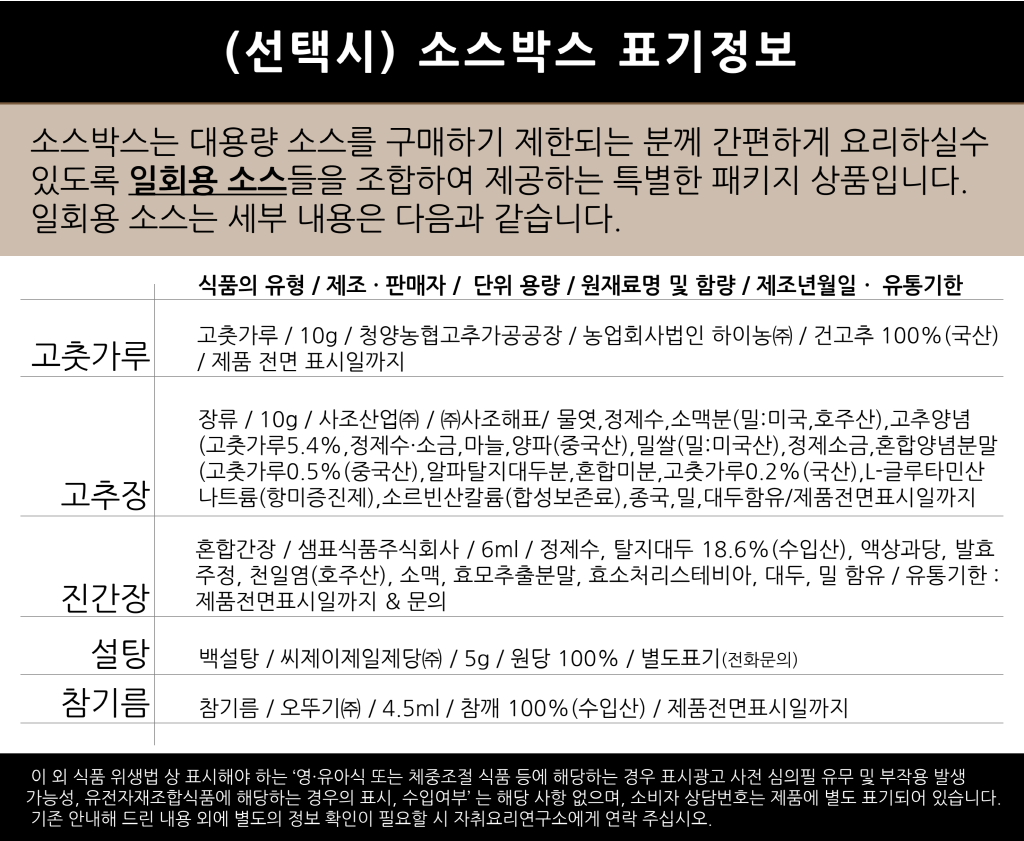 (선택시) 소스박스 표기정보
소스박스는 대용량 소스를 구매하기 제한되는 분께 간편하게 요리하실수
있도록 일회용 소스들을 조합하여 제공하는 특별한 패키지 상품입니다.
일회용 소스는 세부 내용은 다음과 같습니다.
식품의 유형 / 제조 · 판매자 / 단위 용량 / 원재료명 및 함량 / 제조년월일 · 유통기한
고춧가루
고춧가루 / 10g / 청양농협고추가공공장 / 농업회사법인 하이농㈜ / 건고추 100%(국산)
/ 제품 전면 표시일까지
고추장
장류 / 10g / 사조산업㈜ / ㈜사조해표/ 물엿,정제수,소맥분(밀:미국,호주산),고추양념
(고춧가루5.4%,정제수·소금,마늘,양파(중국산),밀쌀(밀:미국산),정제소금,혼합양념분말
(고춧가루0.5%(중국산),알파탈지대두분,혼합미분,고춧가루0.2%(국산),L-글루타민산
나트륨(항미증진제),소르빈산칼륨(합성보존료),종국,밀,대두함유/제품전면표시일까지
진간장
혼합간장 / 샘표식품주식회사 / 6ml / 정제수, 탈지대두 18.6%(수입산), 액상과당, 발효
주정, 천일염(호주산), 소맥, 효모추출분말, 효소처리스테비아, 대두, 밀 함유 / 유통기한 :
제품전면표시일까지 & 문의
설탕
백설탕 / 씨제이제일제당㈜ / 5g / 원당 100% / 별도표기(전화문의)
참기름
참기름 / 오뚜기㈜ / 4.5ml / 참깨 100%(수입산) / 제품전면표시일까지
이 외 식품 위생법 상 표시해야 하는 '영·유아식 또는 체중조절 식품 등에 해당하는 경우 표시광고 사전 심의필 유무 및 부작용 발생
가능성, 유전자재조합식품에 해당하는 경우의 표시, 수입여부' 는 해당 사항 없으며, 소비자 상담번호는 제품에 별도 표기되어 있습니다.
기존 안내해 드린 내용 외에 별도의 정보 확인이 필요할 시 자취요리연구소에게 연락 주십시오.